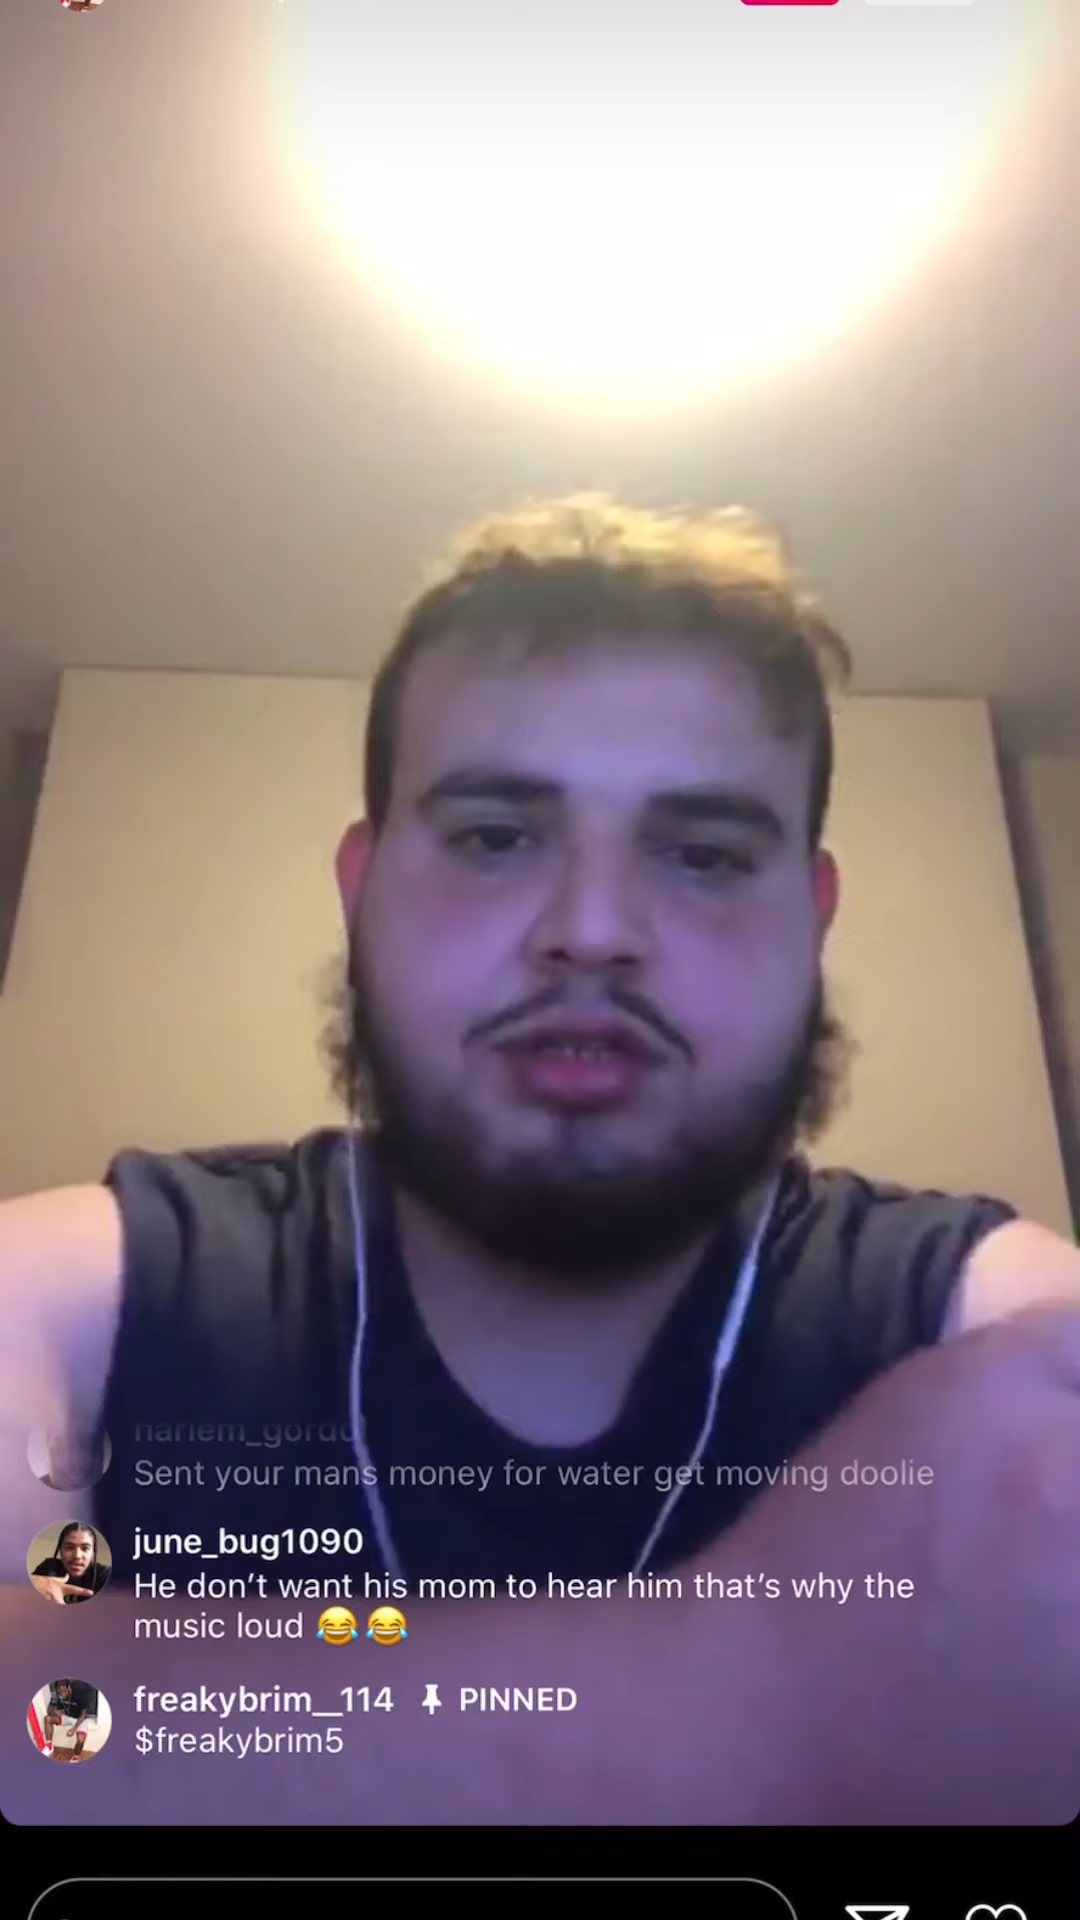 harlem_gordo
Sent your mans money for water get moving doolie
june_bug1090
He don’t want his mom to hear him that’s why the
music loud 😂😂
freakybrim__114 PINNED
$freakybrim5